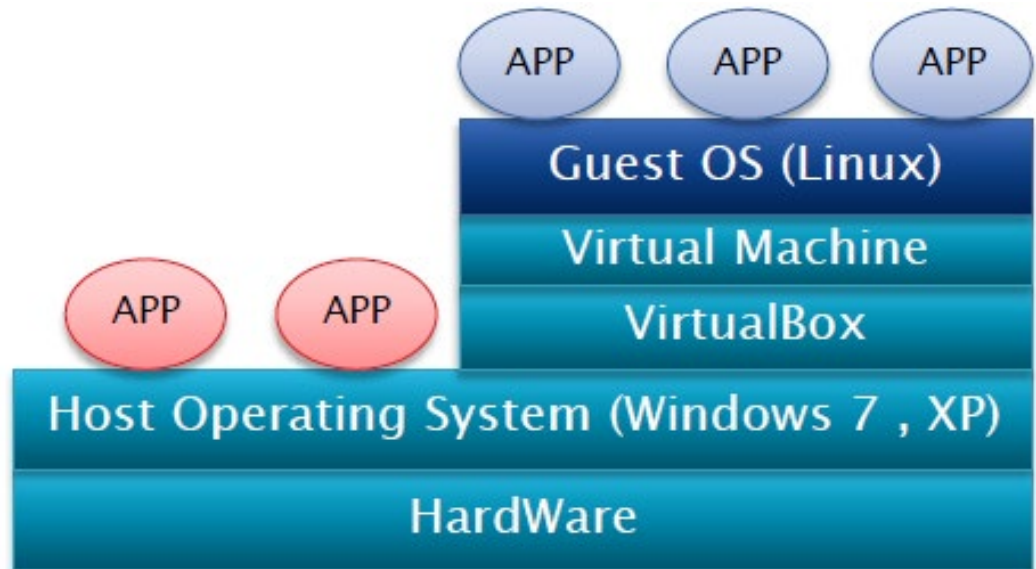 APP APP APP
Guest OS (Linux)
Virtual Machine
APP APP
VirtualBox
Host Operating System (Windows 7 , XP)
HardWare